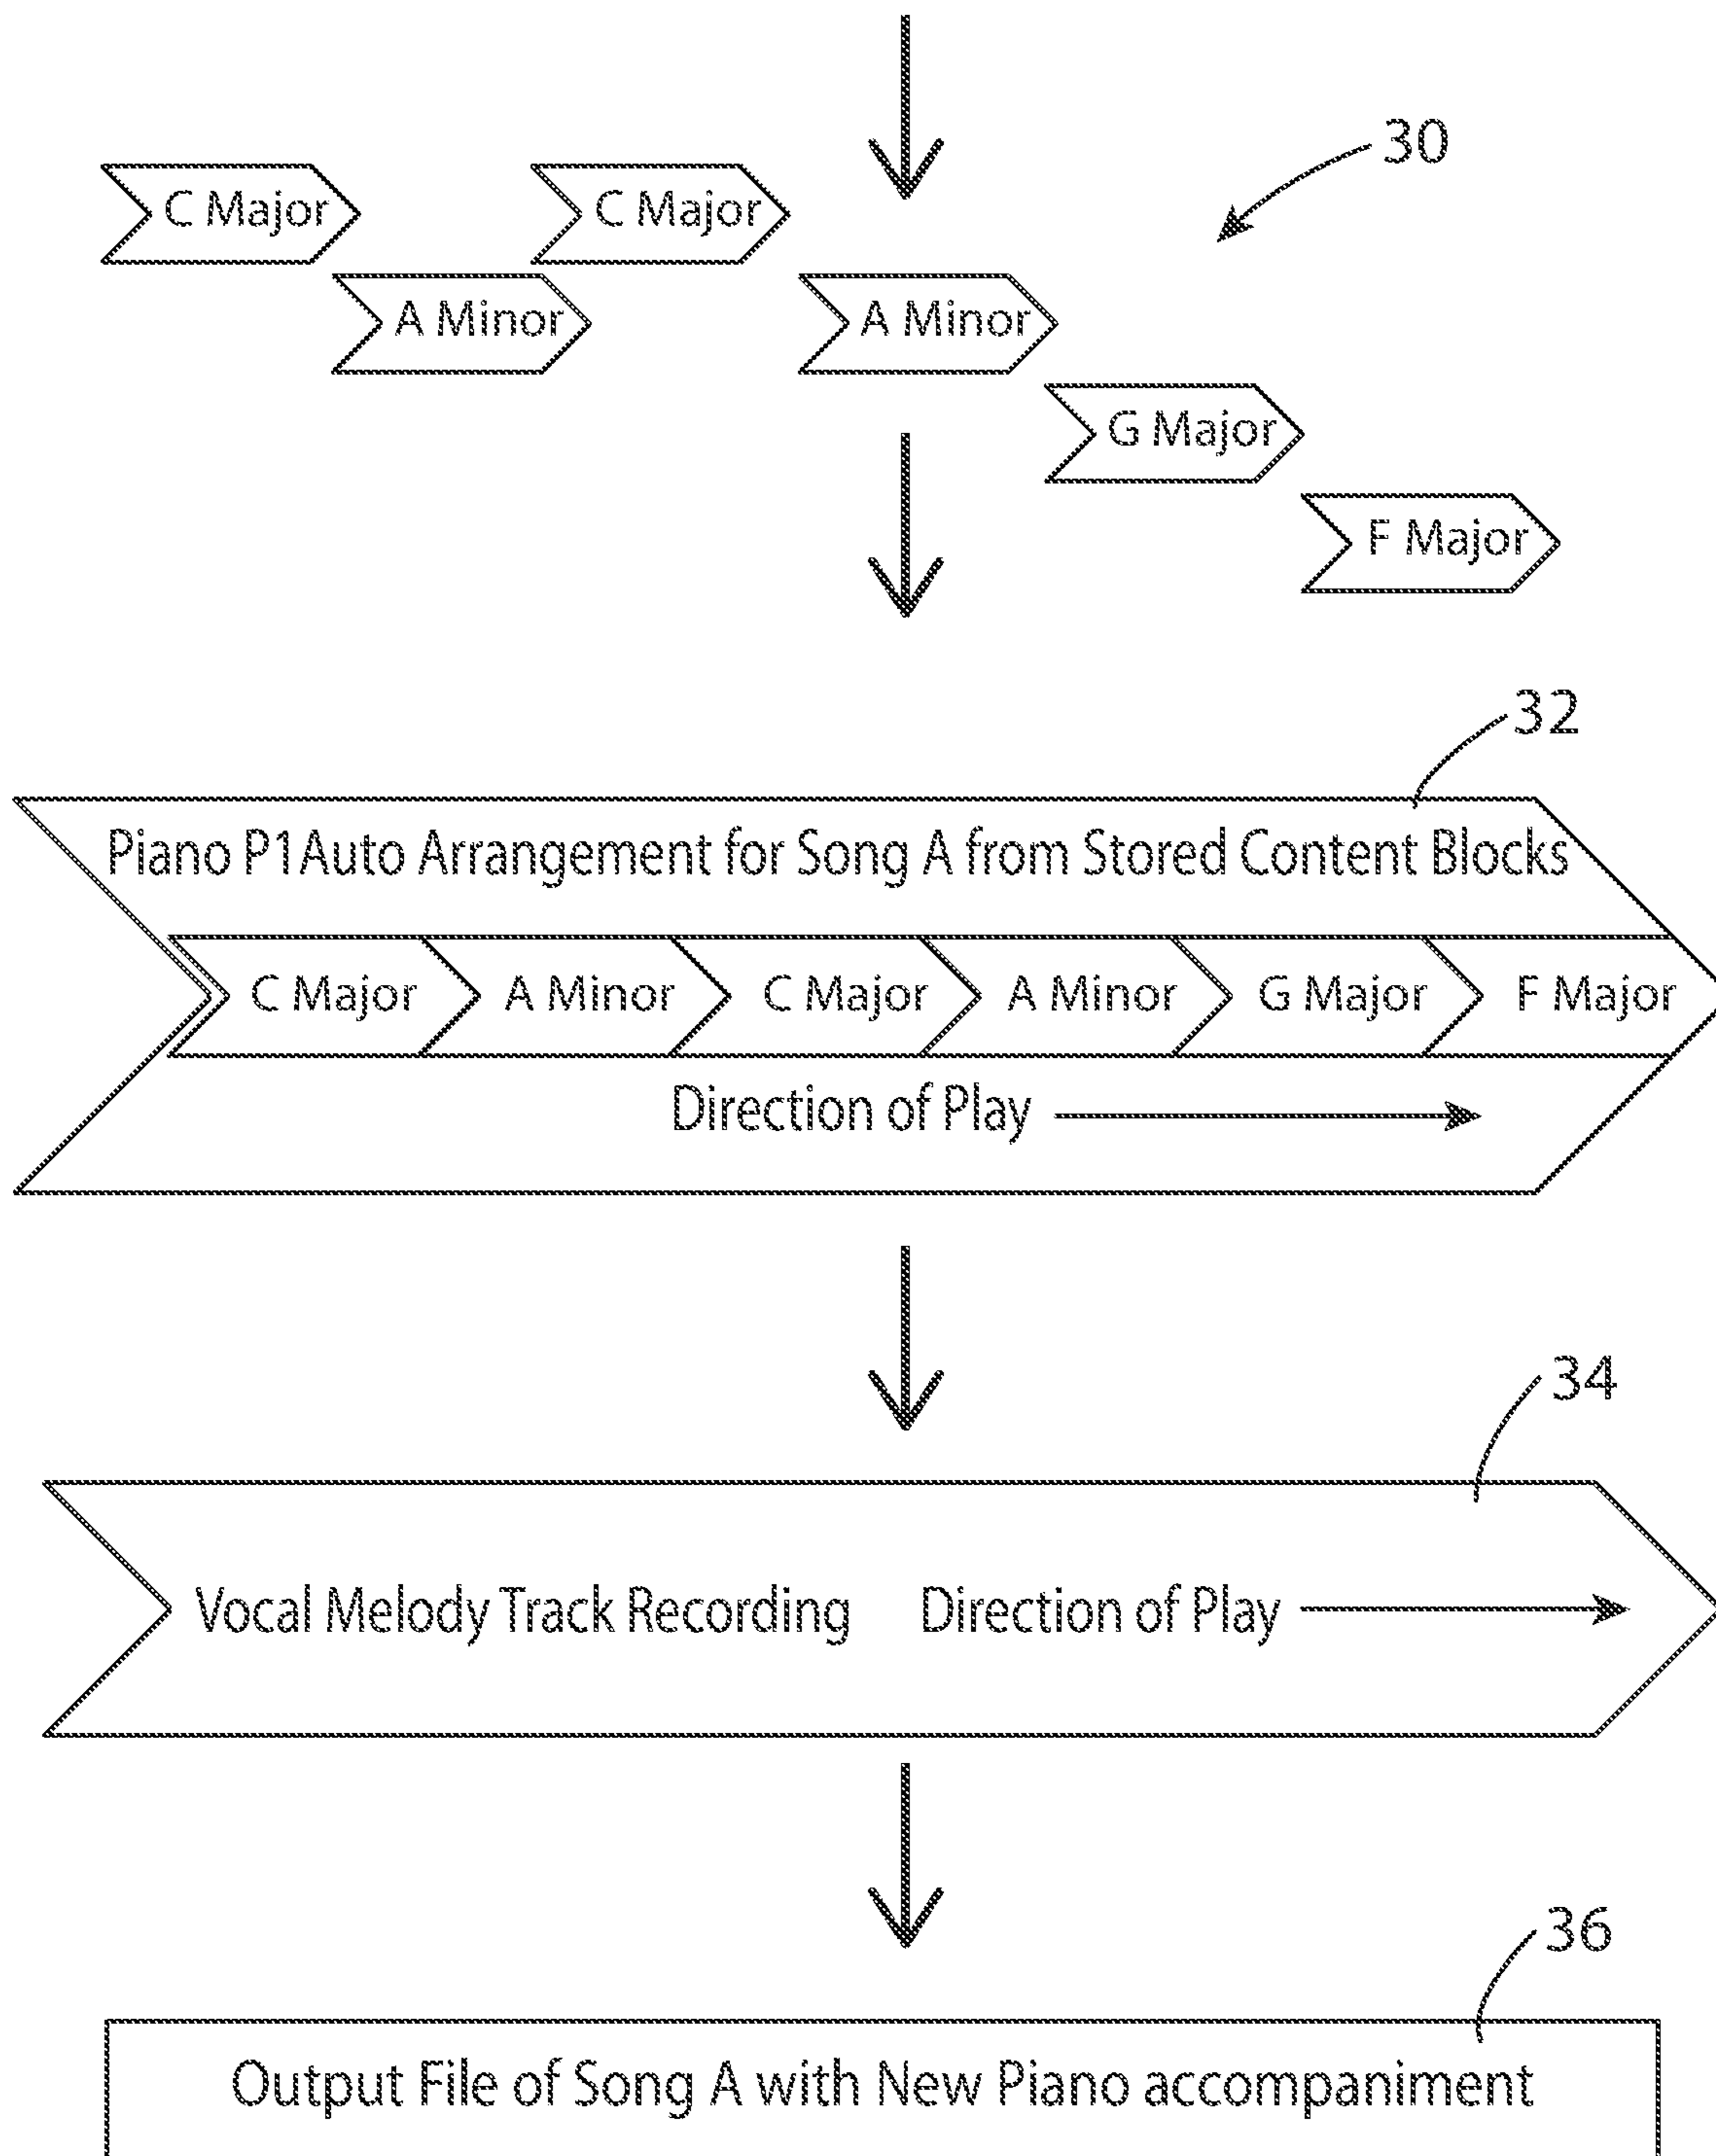 30
C Major
C Major
A Minor
A Minor
G Major
F Major
32
Piano P1Auto Arrangement for Song A from Stored Content Blocks
C Major A Minor C Major A Minor G Major F Major
Direction of Play
34
Vocal Melody Track Recording Direction of Play
36
Output File of Song A with New Piano accompaniment